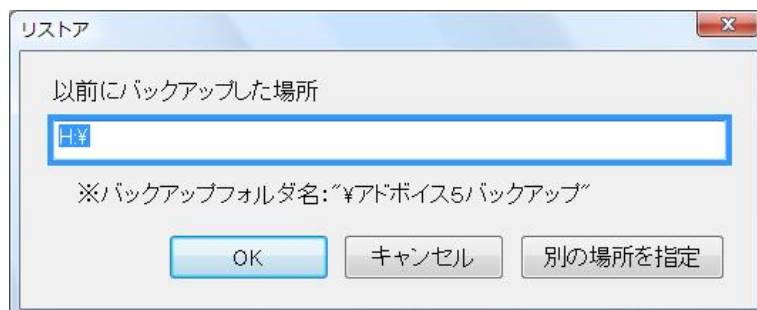 リストア
以前にバックアップした場所
H:¥
※バックアップフォルダ名:"¥アドボイス5バックアップ"
OK キャンセル 別の場所を指定